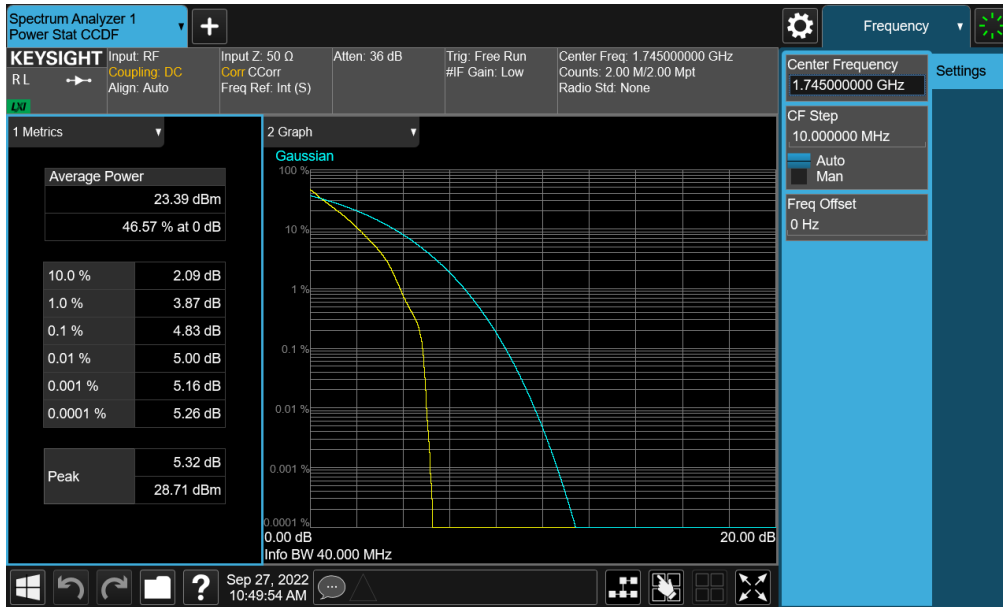 Spectrum Analyzer 1
Power Stat CCDF
+
Frequency
KEYSIGHT
R L
LXI
Input: RF
Coupling: DC
Align: Auto
Input Z: 50 Ω
Corr CCorr
Freq Ref: Int (S)
Atten: 36 dB
Trig: Free Run
#IF Gain: Low
Center Freq: 1.745000000 GHz
Counts: 2.00 M/2.00 Mpt
Radio Std: None
Center Frequency
1.745000000 GHz
Settings
CF Step
10.000000 MHz
Auto
Man
Freq Offset
0 Hz
1 Metrics
Average Power
23.39 dBm
46.57 % at 0 dB
10.0 % 2.09 dB
1.0 % 3.87 dB
0.1 % 4.83 dB
0.01 % 5.00 dB
0.001 % 5.16 dB
0.0001 % 5.26 dB
Peak
5.32 dB
28.71 dBm
2 Graph
Gaussian
100 %
10 %
1 %
0.1 %
0.01 %
0.001 %
0.0001 %
0.00 dB 20.00 dB
Info BW 40.000 MHz
?
Sep 27, 2022
10:49:54 AM